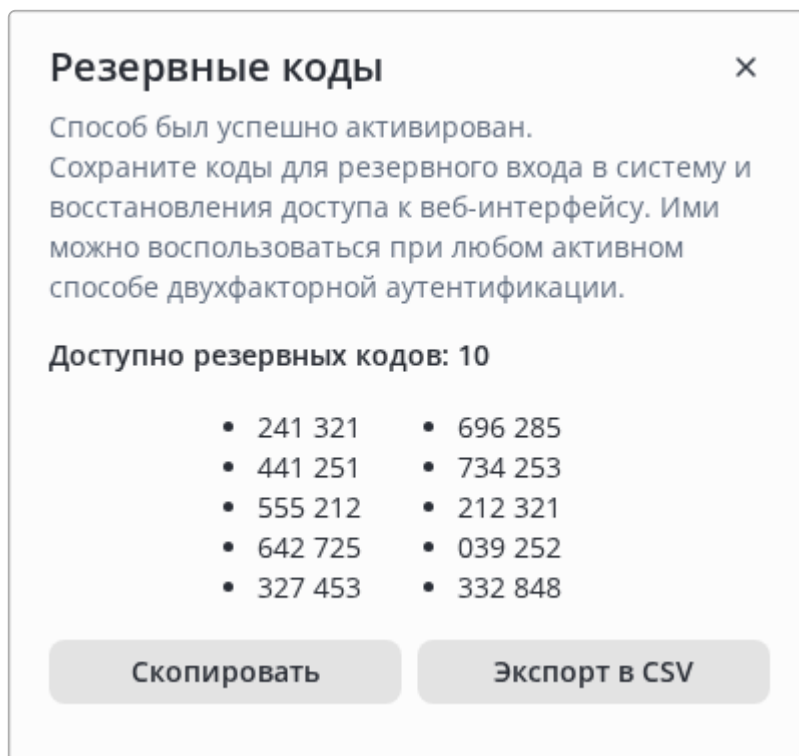 Резервные коды
Способ был успешно активирован.
Сохраните коды для резервного входа в систему и
восстановления доступа к веб-интерфейсу. Ими
можно воспользоваться при любом активном
способе двухфакторной аутентификации.
Доступно резервных кодов: 10
• 241 321 • 696 285
• 441 251 • 734 253
• 555 212 • 212 321
• 642 725 • 039 252
• 327 453 • 332 848
Скопировать Экспорт в CSV